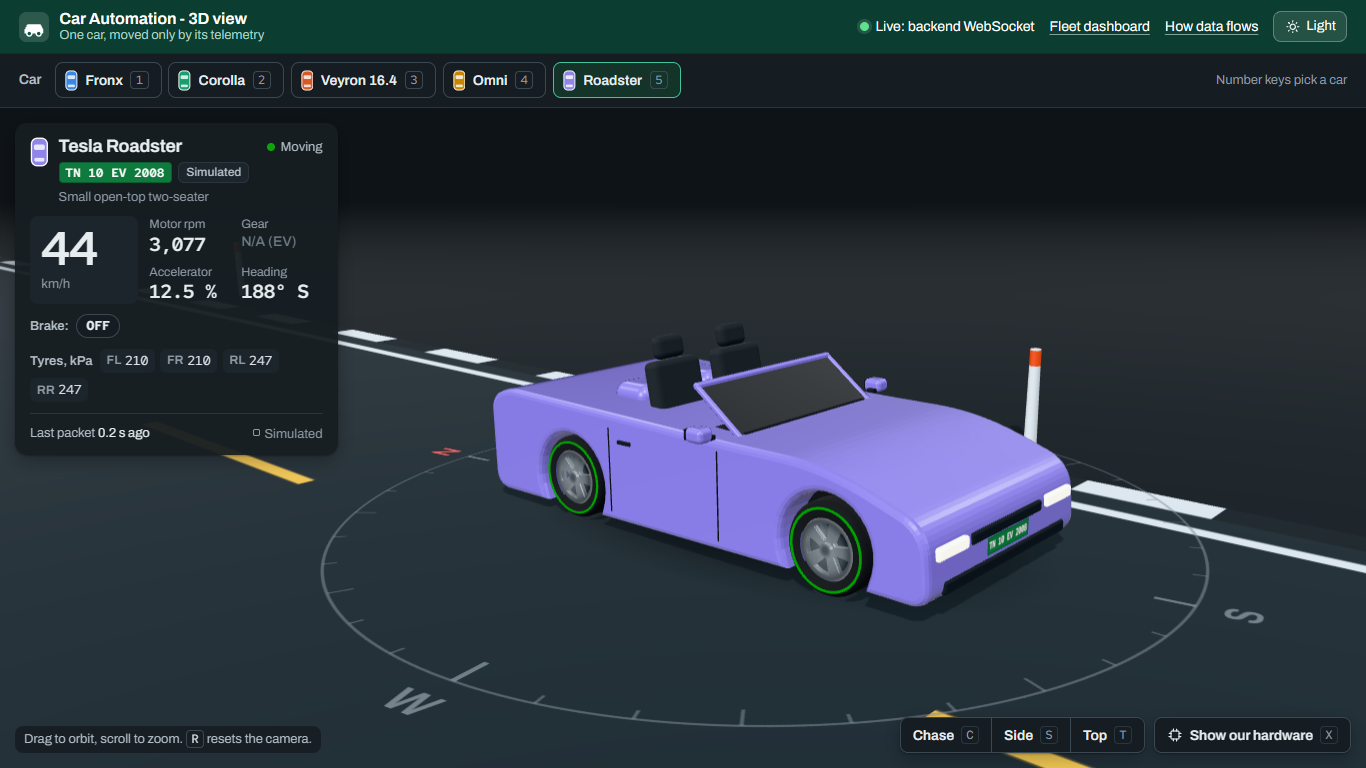 Car Automation - 3D view
One car, moved only by its telemetry
Live: backend WebSocket Fleet dashboard How data flows Light
Car Fronx 1 Corolla 2 Veyron 16.4 3 Omni 4 Roadster 5 Number keys pick a car
Tesla Roadster Moving
TN 10 EV 2008 Simulated
Small open-top two-seater
44 km/h
Motor rpm Gear
3,077 N/A (EV)
Accelerator Heading
12.5 % 188° S
Brake: OFF
Tyres, kPa FL 210 FR 210 RL 247
RR 247
Last packet 0.2 s ago Simulated
N
TN 10 EV 2008
S
W
Drag to orbit, scroll to zoom. R resets the camera.
Chase C Side S Top T Show our hardware X